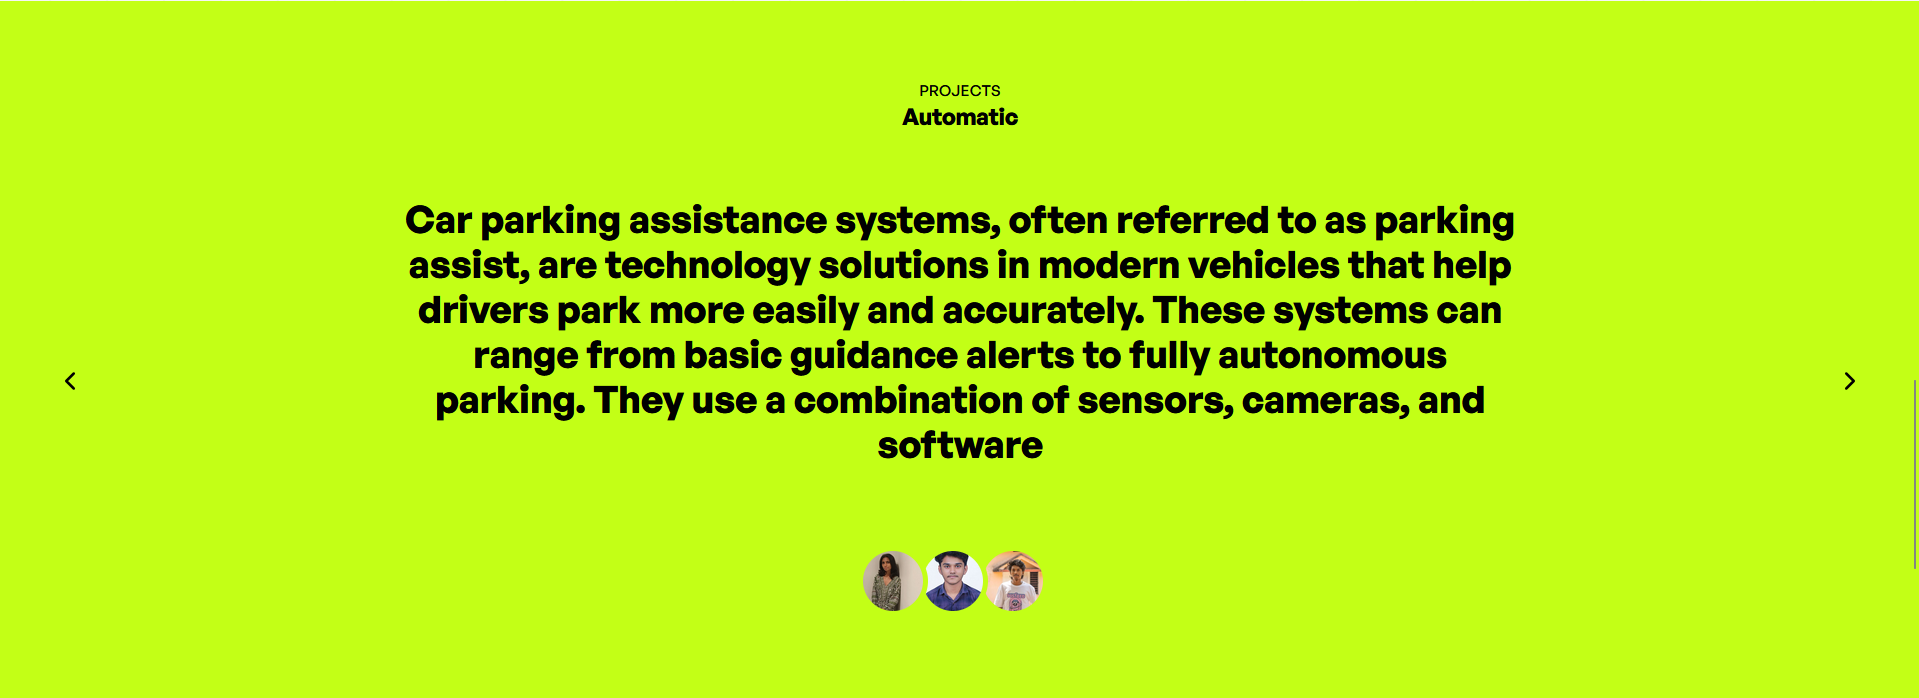 PROJECTS
Automatic
Car parking assistance systems, often referred to as parking
assist, are technology solutions in modern vehicles that help
drivers park more easily and accurately. These systems can
range from basic guidance alerts to fully autonomous
parking. They use a combination of sensors, cameras, and
software